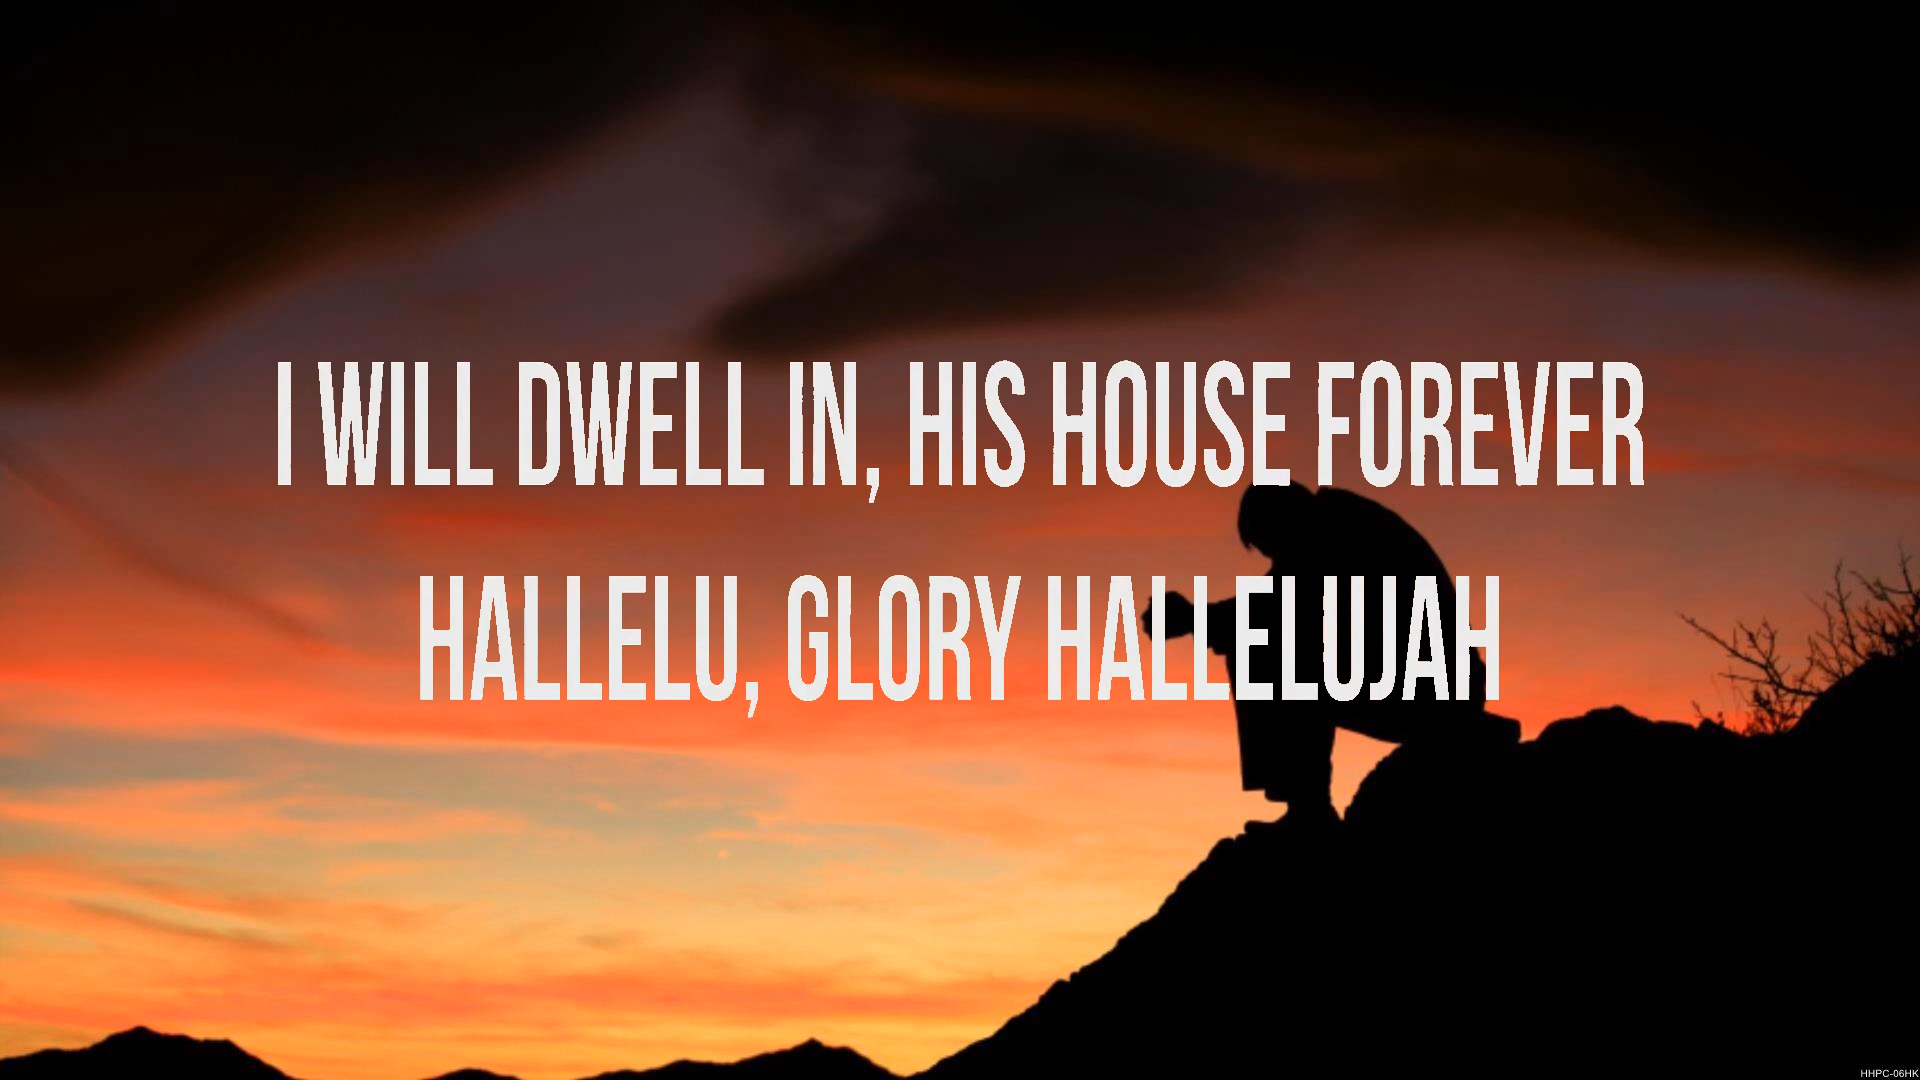 I WILL DWELL IN, HIS HOUSE FOREVER
HALLELU, GLORY HALLELUJAH
HHPC-06HK